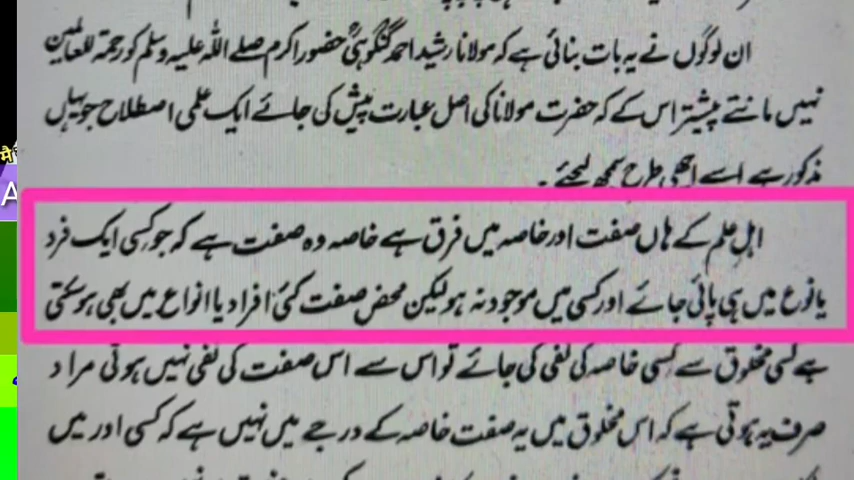 ان لوگوں نے یہ بات بنائی ہے کہ مولانا رشید احمد گنگوہیؒ حضور اکرم صلے اللہ علیہ وسلم کو رحمۃ للعالمین
نہیں مانتے پیشتر اس کے کہ حضرت مولانا کی اصل عبارت پیش کی جائے ایک علمی اصطلاح جو یہاں
مذکور ہے اسے اچھی طرح سمجھ لیجئے۔
اہل علم کے ہاں صفت اور خاصہ میں فرق ہے خاصہ وہ صفت ہے کہ جو کسی ایک فرد
یا نوع میں ہی پائی جائے اور کسی میں موجود نہ ہو لیکن محض صفت کئی افراد یا انواع میں بھی ہو سکتی
ہے کسی مخلوق سے کسی خاصہ کی نفی کی جائے تو اس سے اس صفت کی نفی نہیں ہوتی مراد
صرف یہ ہوتی ہے کہ اس مخلوق میں یہ صفت خاصہ کے درجے میں نہیں ہے کہ کسی اور میں
मै
A